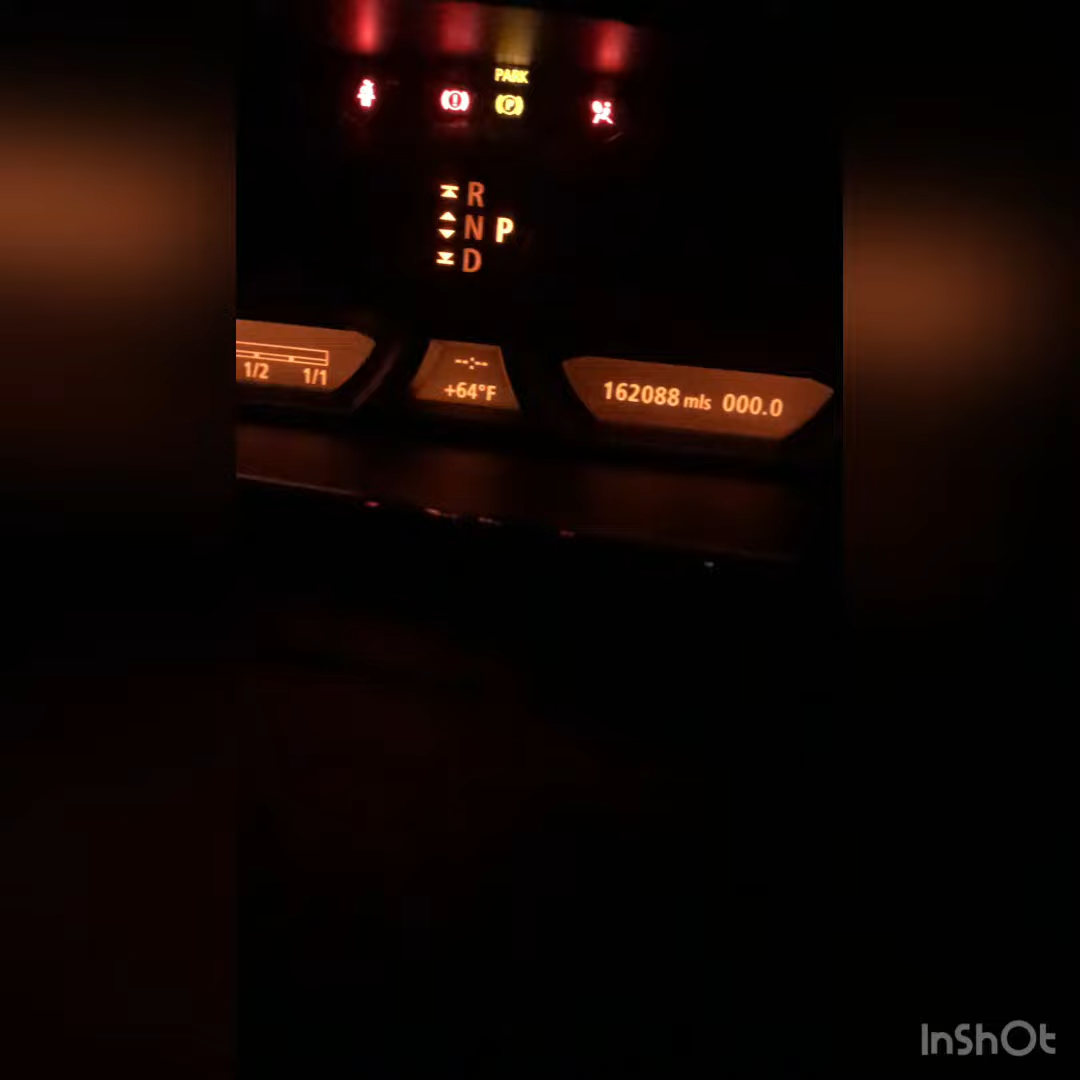 PARK
P
R
N P
D
1/2 1/1
--:--
+64°F
162088 mls 000.0
InShOt